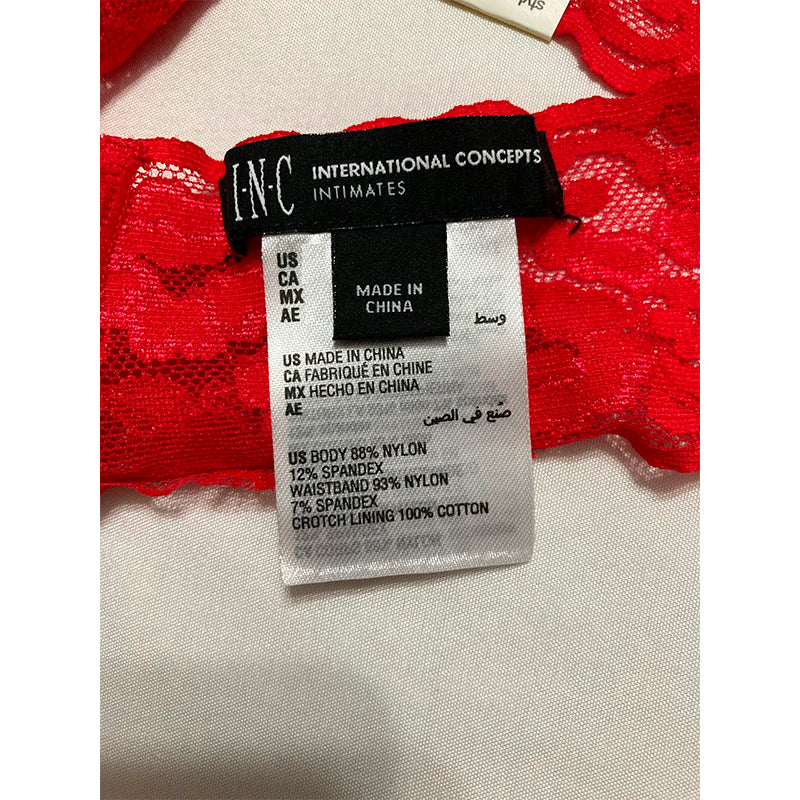 I·N·C INTERNATIONAL CONCEPTS
INTIMATES
US
CA
MX
AE
MADE IN
CHINA
وسط
US MADE IN CHINA
CA FABRIQUÉ EN CHINE
MX HECHO EN CHINA
AE
صنع في الصين
US BODY 88% NYLON
12% SPANDEX
WAISTBAND 93% NYLON
7% SPANDEX
CROTCH LINING 100% COTTON